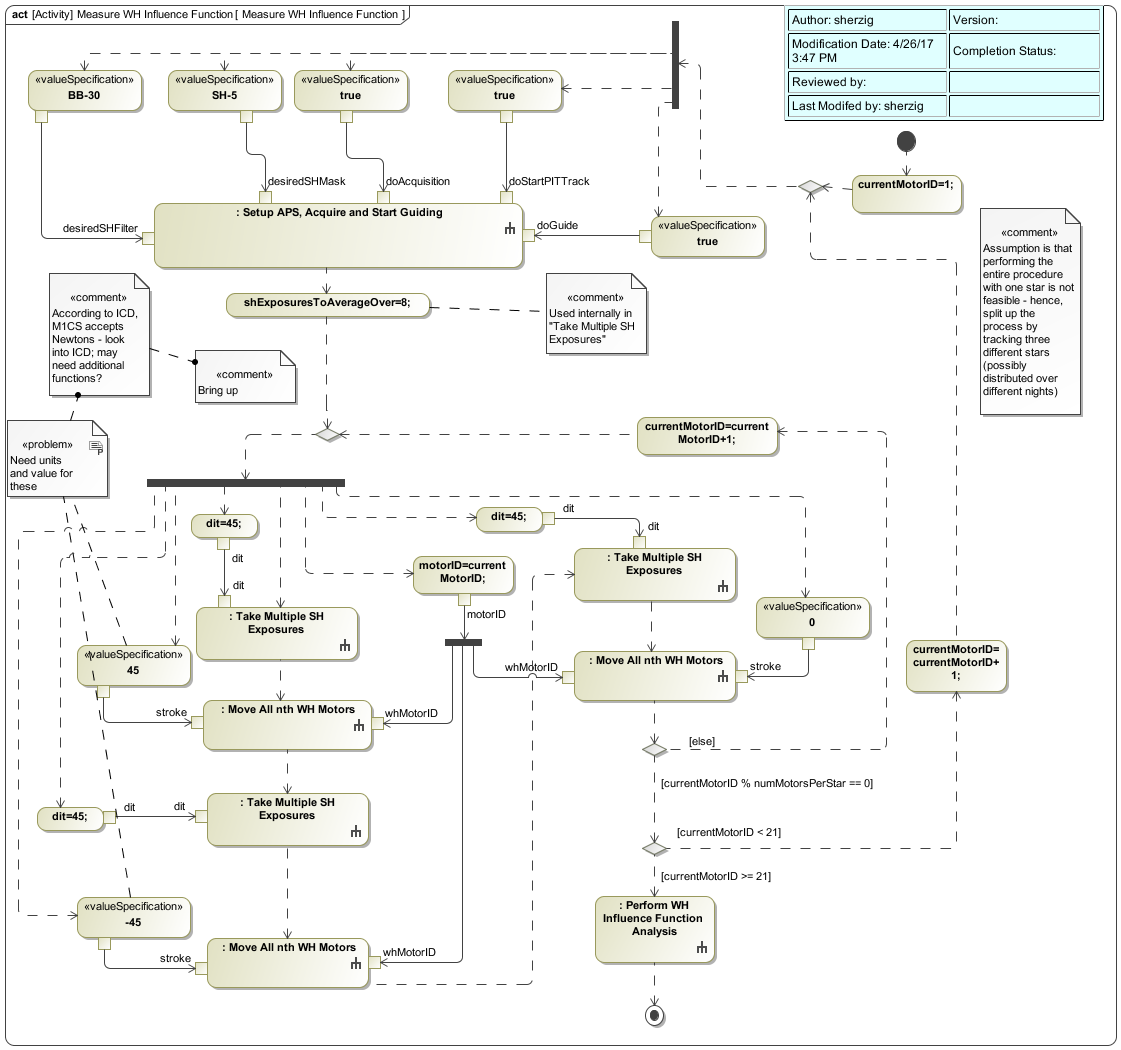 act [Activity] Measure WH Influence Function [ Measure WH Influence Function ]
Author: sherzig
Version:
Modification Date: 4/26/17
3:47 PM
Completion Status:
Reviewed by:
Last Modifed by: sherzig
«valueSpecification»
BB-30
«valueSpecification»
SH-5
«valueSpecification»
true
«valueSpecification»
true
currentMotorID=1;
desiredSHMask
doAcquisition
doStartPITTrack
desiredSHFilter
: Setup APS, Acquire and Start Guiding
doGuide
«valueSpecification»
true
«comment»
Assumption is that
performing the
entire procedure
with one star is not
feasible - hence,
split up the
process by
tracking three
different stars
(possibly
distributed over
different nights)
«comment»
According to ICD,
M1CS accepts
Newtons - look
into ICD; may
need additional
functions?
shExposuresToAverageOver=8;
«comment»
Used internally in
"Take Multiple SH
Exposures"
«comment»
Bring up
«problem»
Need units
and value for
these
currentMotorID=current
MotorID+1;
dit=45;
dit
dit
dit=45;
dit
dit
motorID=current
MotorID;
motorID
: Take Multiple SH
Exposures
: Take Multiple SH
Exposures
«valueSpecification»
0
«valueSpecification»
45
stroke
: Move All nth WH Motors
whMotorID
whMotorID
: Move All nth WH Motors
stroke
currentMotorID=
currentMotorID+
1;
[else]
[currentMotorID % numMotorsPerStar == 0]
dit=45;
dit
dit
: Take Multiple SH
Exposures
[currentMotorID < 21]
[currentMotorID >= 21]
«valueSpecification»
-45
stroke
: Move All nth WH Motors
whMotorID
: Perform WH
Influence Function
Analysis